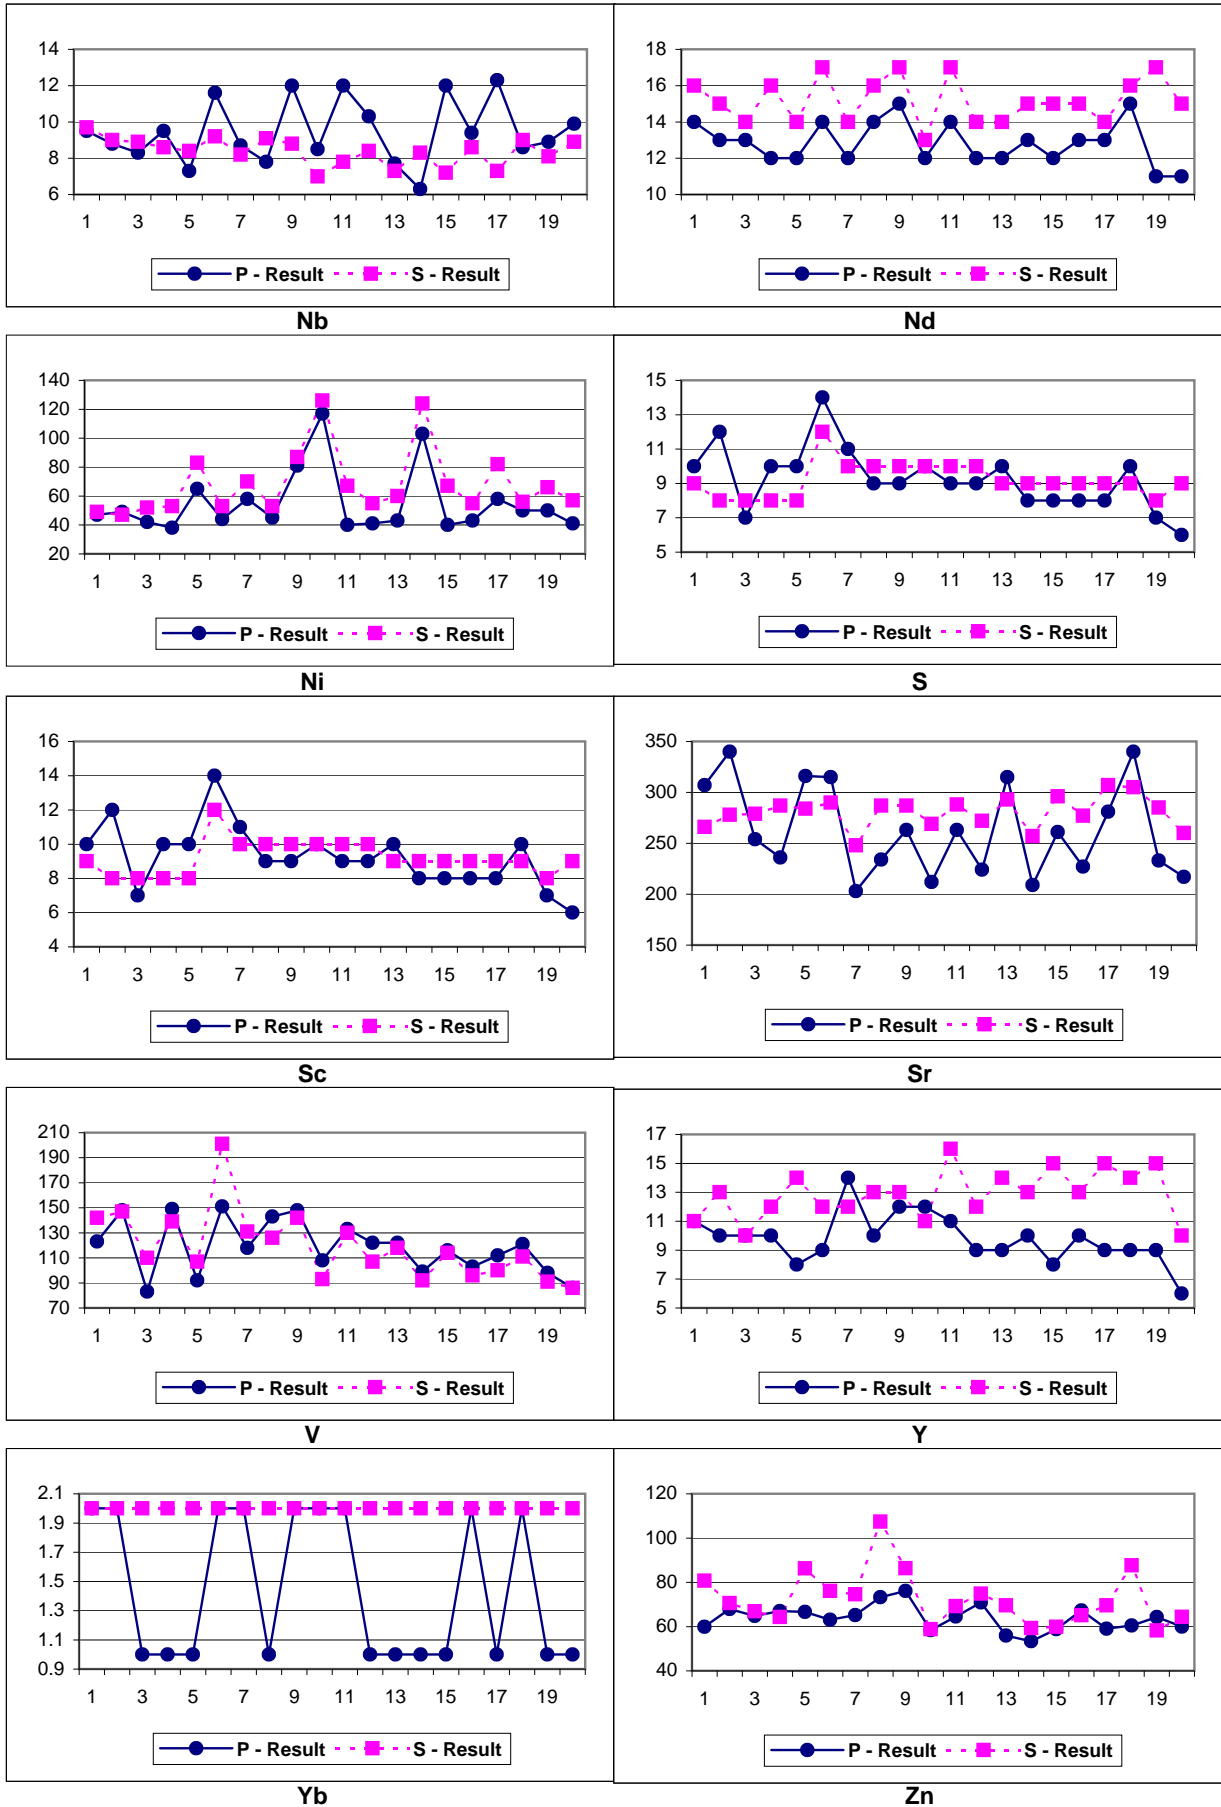 14
12
10
8
6
1 3 5 7 9 11 13 15 17 19
P - Result S - Result
Nb
18
16
14
12
10
1 3 5 7 9 11 13 15 17 19
P - Result S - Result
Nd
140
120
100
80
60
40
20
1 3 5 7 9 11 13 15 17 19
P - Result S - Result
Ni
15
13
11
9
7
5
1 3 5 7 9 11 13 15 17 19
P - Result S - Result
S
16
14
12
10
8
6
4
1 3 5 7 9 11 13 15 17 19
P - Result S - Result
Sc
350
300
250
200
150
1 3 5 7 9 11 13 15 17 19
P - Result S - Result
Sr
210
190
170
150
130
110
90
70
1 3 5 7 9 11 13 15 17 19
P - Result S - Result
V
17
15
13
11
9
7
5
1 3 5 7 9 11 13 15 17 19
P - Result S - Result
Y
2.1
1.9
1.7
1.5
1.3
1.1
0.9
1 3 5 7 9 11 13 15 17 19
P - Result S - Result
Yb
120
100
80
60
40
1 3 5 7 9 11 13 15 17 19
P - Result S - Result
Zn